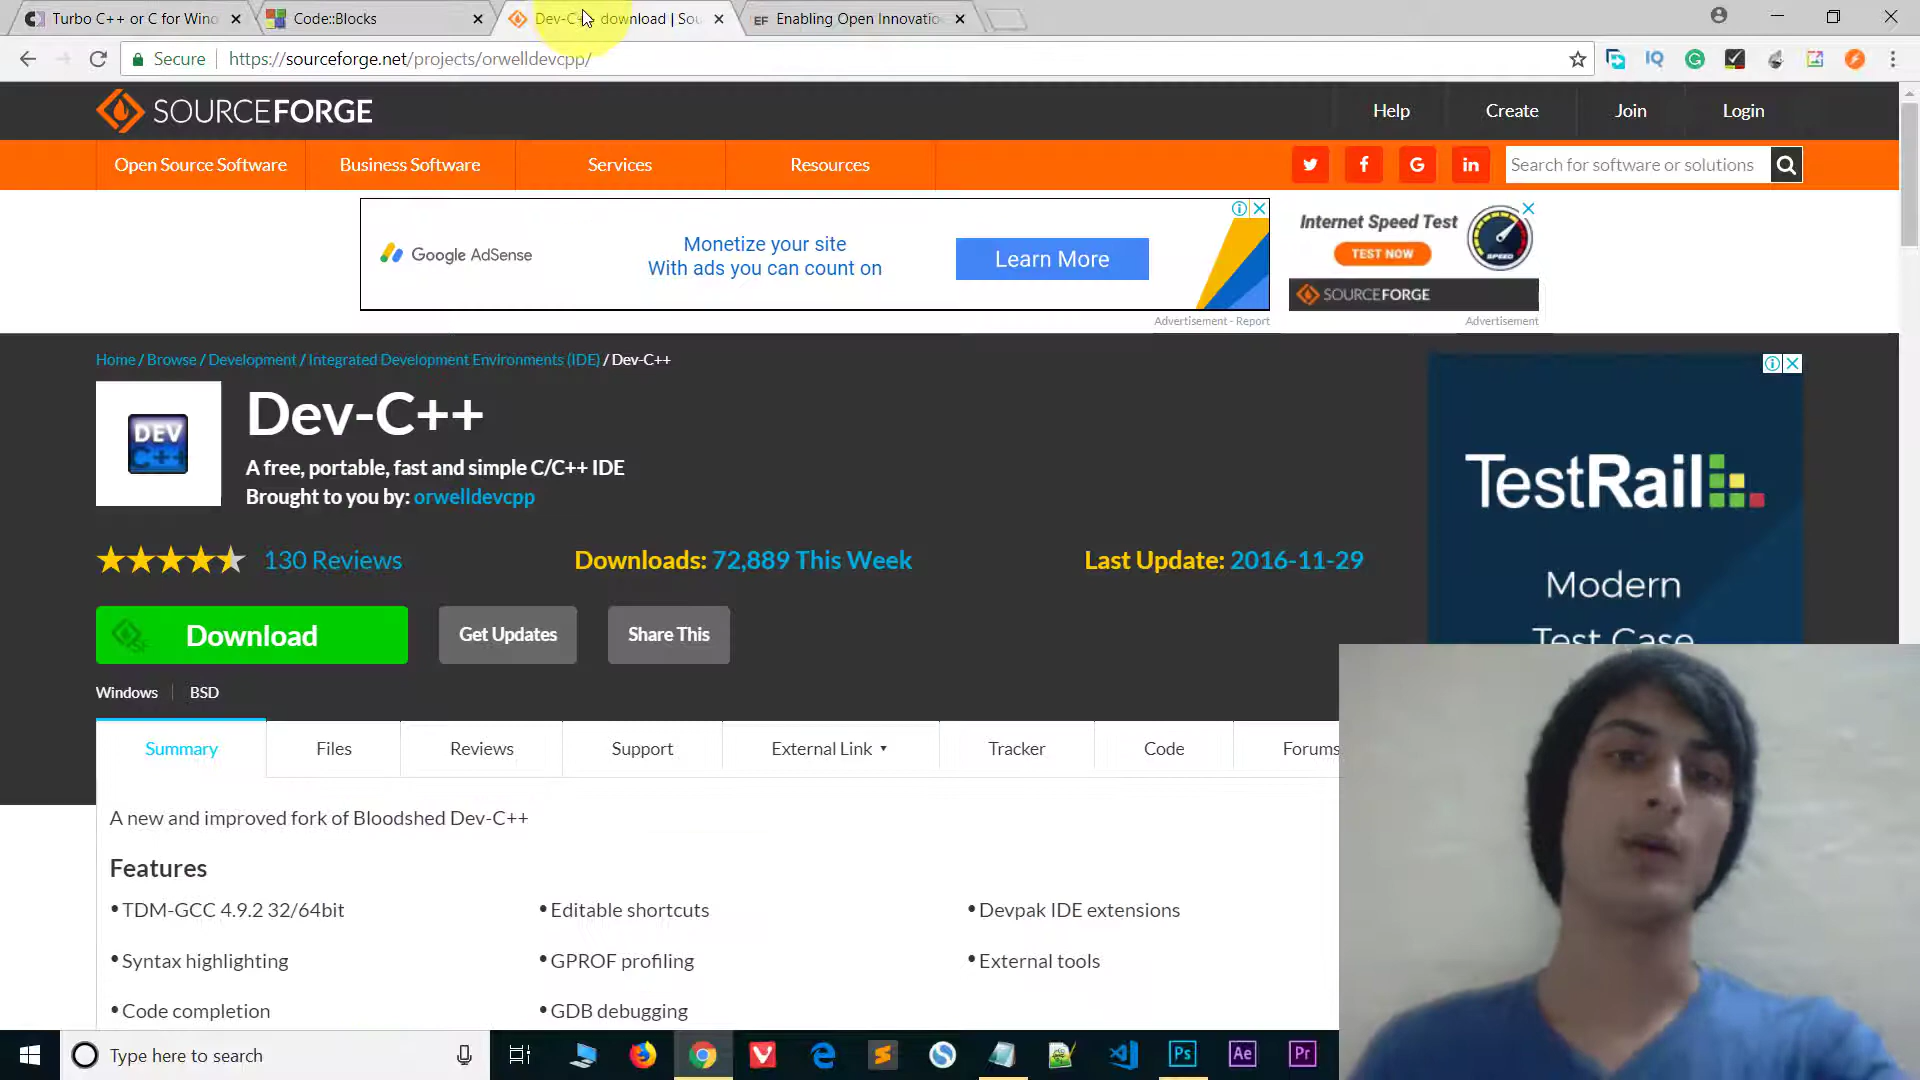 Turbo C++ or C for Wind
Code::Blocks
Dev-C++ download | Sou
EF Enabling Open Innovatio
Secure https://sourceforge.net/projects/orwelldevcpp/
SOURCEFORGE
Help
Create
Join
Login
Open Source Software
Business Software
Services
Resources
Search for software or solutions
Google AdSense
Monetize your site
With ads you can count on
Learn More
Advertisement - Report
Internet Speed Test
TEST NOW
SPEED
SOURCEFORGE
Advertisement
Home / Browse / Development / Integrated Development Environments (IDE) / Dev-C++
DEV
C++
Dev-C++
A free, portable, fast and simple C/C++ IDE
Brought to you by: orwelldevcpp
130 Reviews
Downloads: 72,889 This Week
Last Update: 2016-11-29
Download
Get Updates
Share This
Windows
BSD
TestRail
Modern
Test Case
Summary
Files
Reviews
Support
External Link
Tracker
Code
Forums
A new and improved fork of Bloodshed Dev-C++
Features
•TDM-GCC 4.9.2 32/64bit
•Editable shortcuts
•Devpak IDE extensions
•Syntax highlighting
•GPROF profiling
•External tools
•Code completion
•GDB debugging
Type here to search
Ps
Ae
Pr